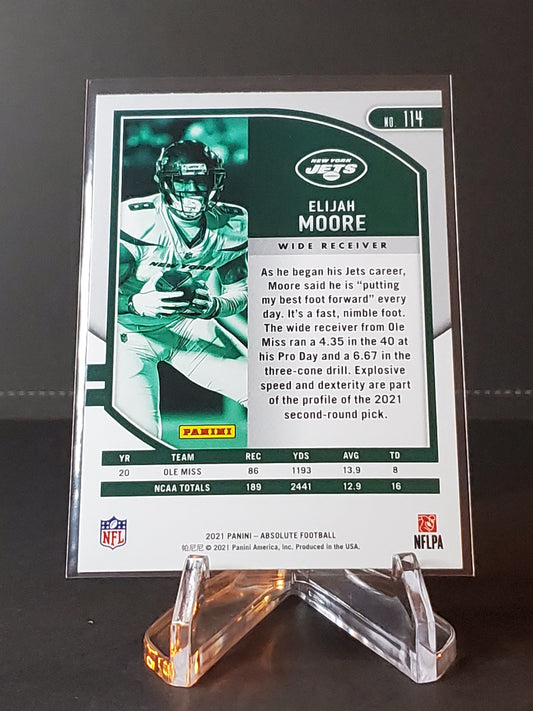 NO. 114
NEW YORK
JETS
ELIJAH
MOORE
WIDE RECEIVER
As he began his Jets career,
Moore said he is “putting
my best foot forward” every
day. It’s a fast, nimble foot.
The wide receiver from Ole
Miss ran a 4.35 in the 40 at
his Pro Day and a 6.67 in the
three-cone drill. Explosive
speed and dexterity are part
of the profile of the 2021
second-round pick.
NEW YORK
8
PANINI
YR TEAM REC YDS AVG TD
20 OLE MISS 86 1193 13.9 8
NCAA TOTALS 189 2441 12.9 16
NFL
2021 PANINI – ABSOLUTE FOOTBALL
帕尼尼 © 2021 Panini America, Inc. Produced in the USA.
NFLPA